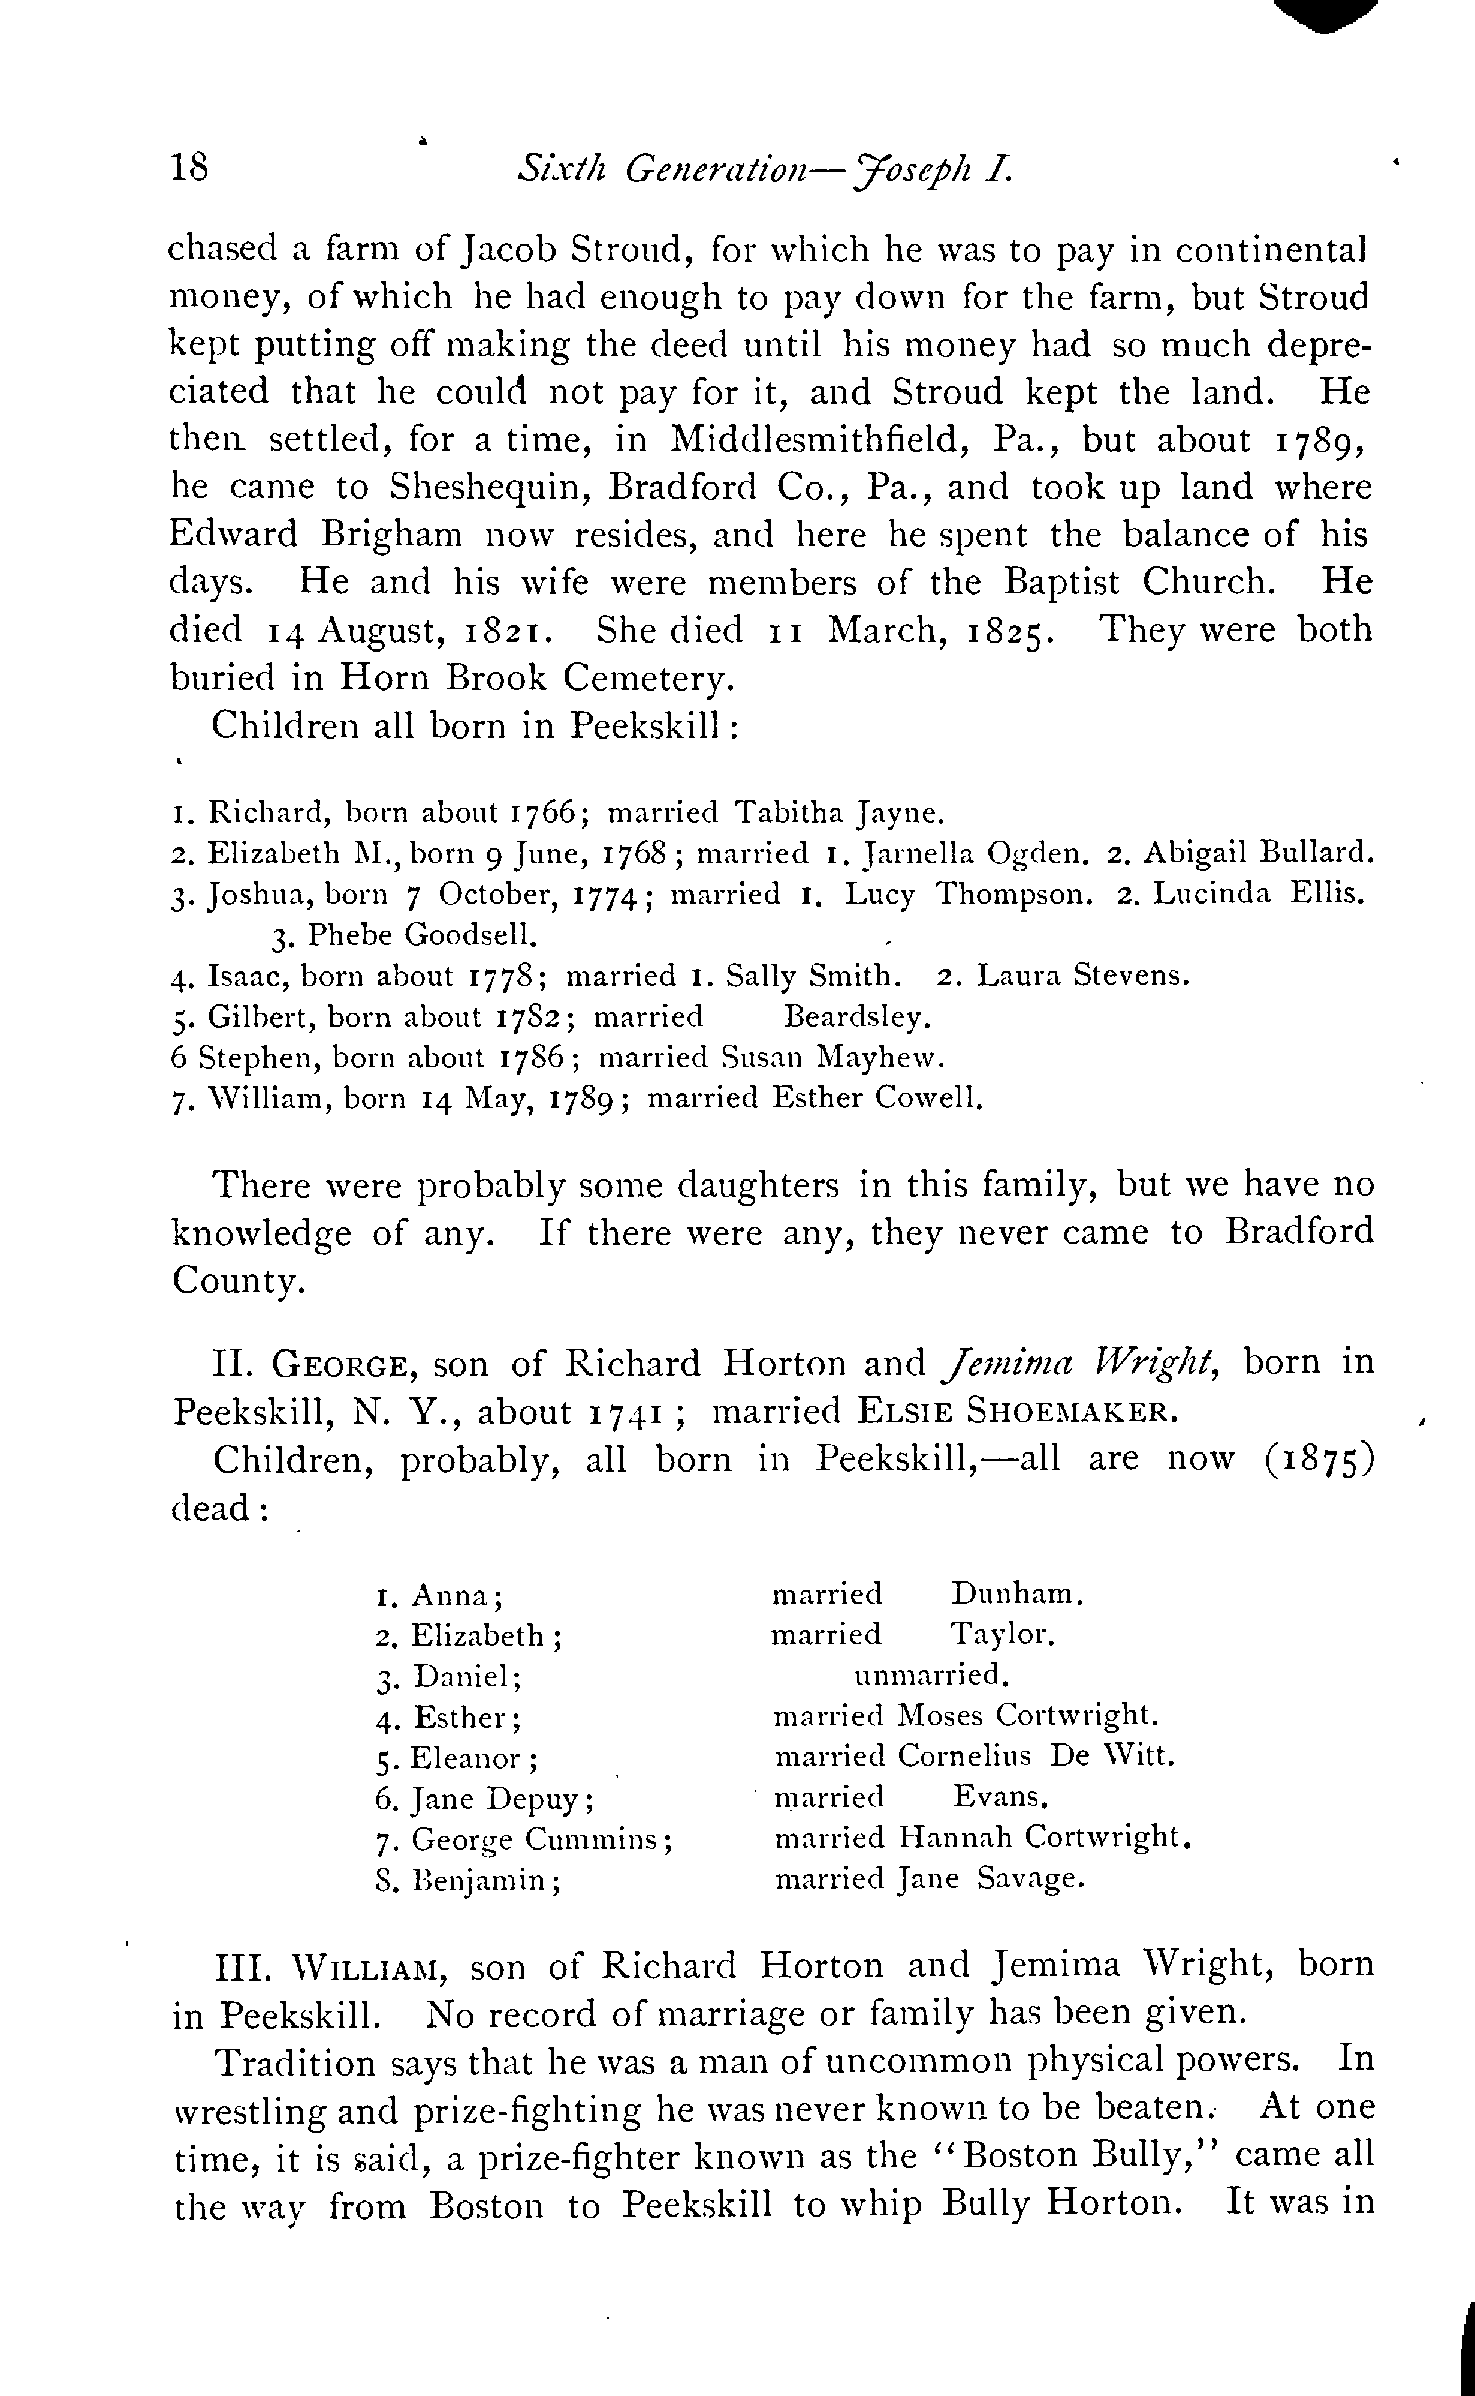 18 Sixth Generation—Joseph I.
chased a farm of Jacob Stroud, for which he was to pay in continental
money, of which he had enough to pay down for the farm, but Stroud
kept putting off making the deed until his money had so much depre-
ciated that he could not pay for it, and Stroud kept the land. He
then settled, for a time, in Middlesmithfield, Pa., but about 1789,
he came to Sheshequin, Bradford Co., Pa., and took up land where
Edward Brigham now resides, and here he spent the balance of his
days. He and his wife were members of the Baptist Church. He
died 14 August, 1821. She died 11 March, 1825. They were both
buried in Horn Brook Cemetery.
Children all born in Peekskill :
1. Richard, born about 1766; married Tabitha Jayne.
2. Elizabeth M., born 9 June, 1768 ; married 1. Jarnella Ogden. 2. Abigail Bullard.
3. Joshua, born 7 October, 1774 ; married 1. Lucy Thompson. 2. Lucinda Ellis.
3. Phebe Goodsell.
4. Isaac, born about 1778; married 1. Sally Smith. 2. Laura Stevens.
5. Gilbert, born about 1782; married Beardsley.
6 Stephen, born about 1786 ; married Susan Mayhew.
7. William, born 14 May, 1789 ; married Esther Cowell.
There were probably some daughters in this family, but we have no
knowledge of any. If there were any, they never came to Bradford
County.
II. GEORGE, son of Richard Horton and Jemima Wright, born in
Peekskill, N. Y., about 1741 ; married ELSIE SHOEMAKER.
Children, probably, all born in Peekskill,—all are now (1875)
dead :
1. Anna; married Dunham.
2. Elizabeth ; married Taylor.
3. Daniel; unmarried.
4. Esther; married Moses Cortwright.
5. Eleanor ; married Cornelius De Witt.
6. Jane Depuy ; married Evans.
7. George Cummins; married Hannah Cortwright.
8. Benjamin ; married Jane Savage.
III. WILLIAM, son of Richard Horton and Jemima Wright, born
in Peekskill. No record of marriage or family has been given.
Tradition says that he was a man of uncommon physical powers. In
wrestling and prize-fighting he was never known to be beaten. At one
time, it is said, a prize-fighter known as the "Boston Bully," came all
the way from Boston to Peekskill to whip Bully Horton. It was in